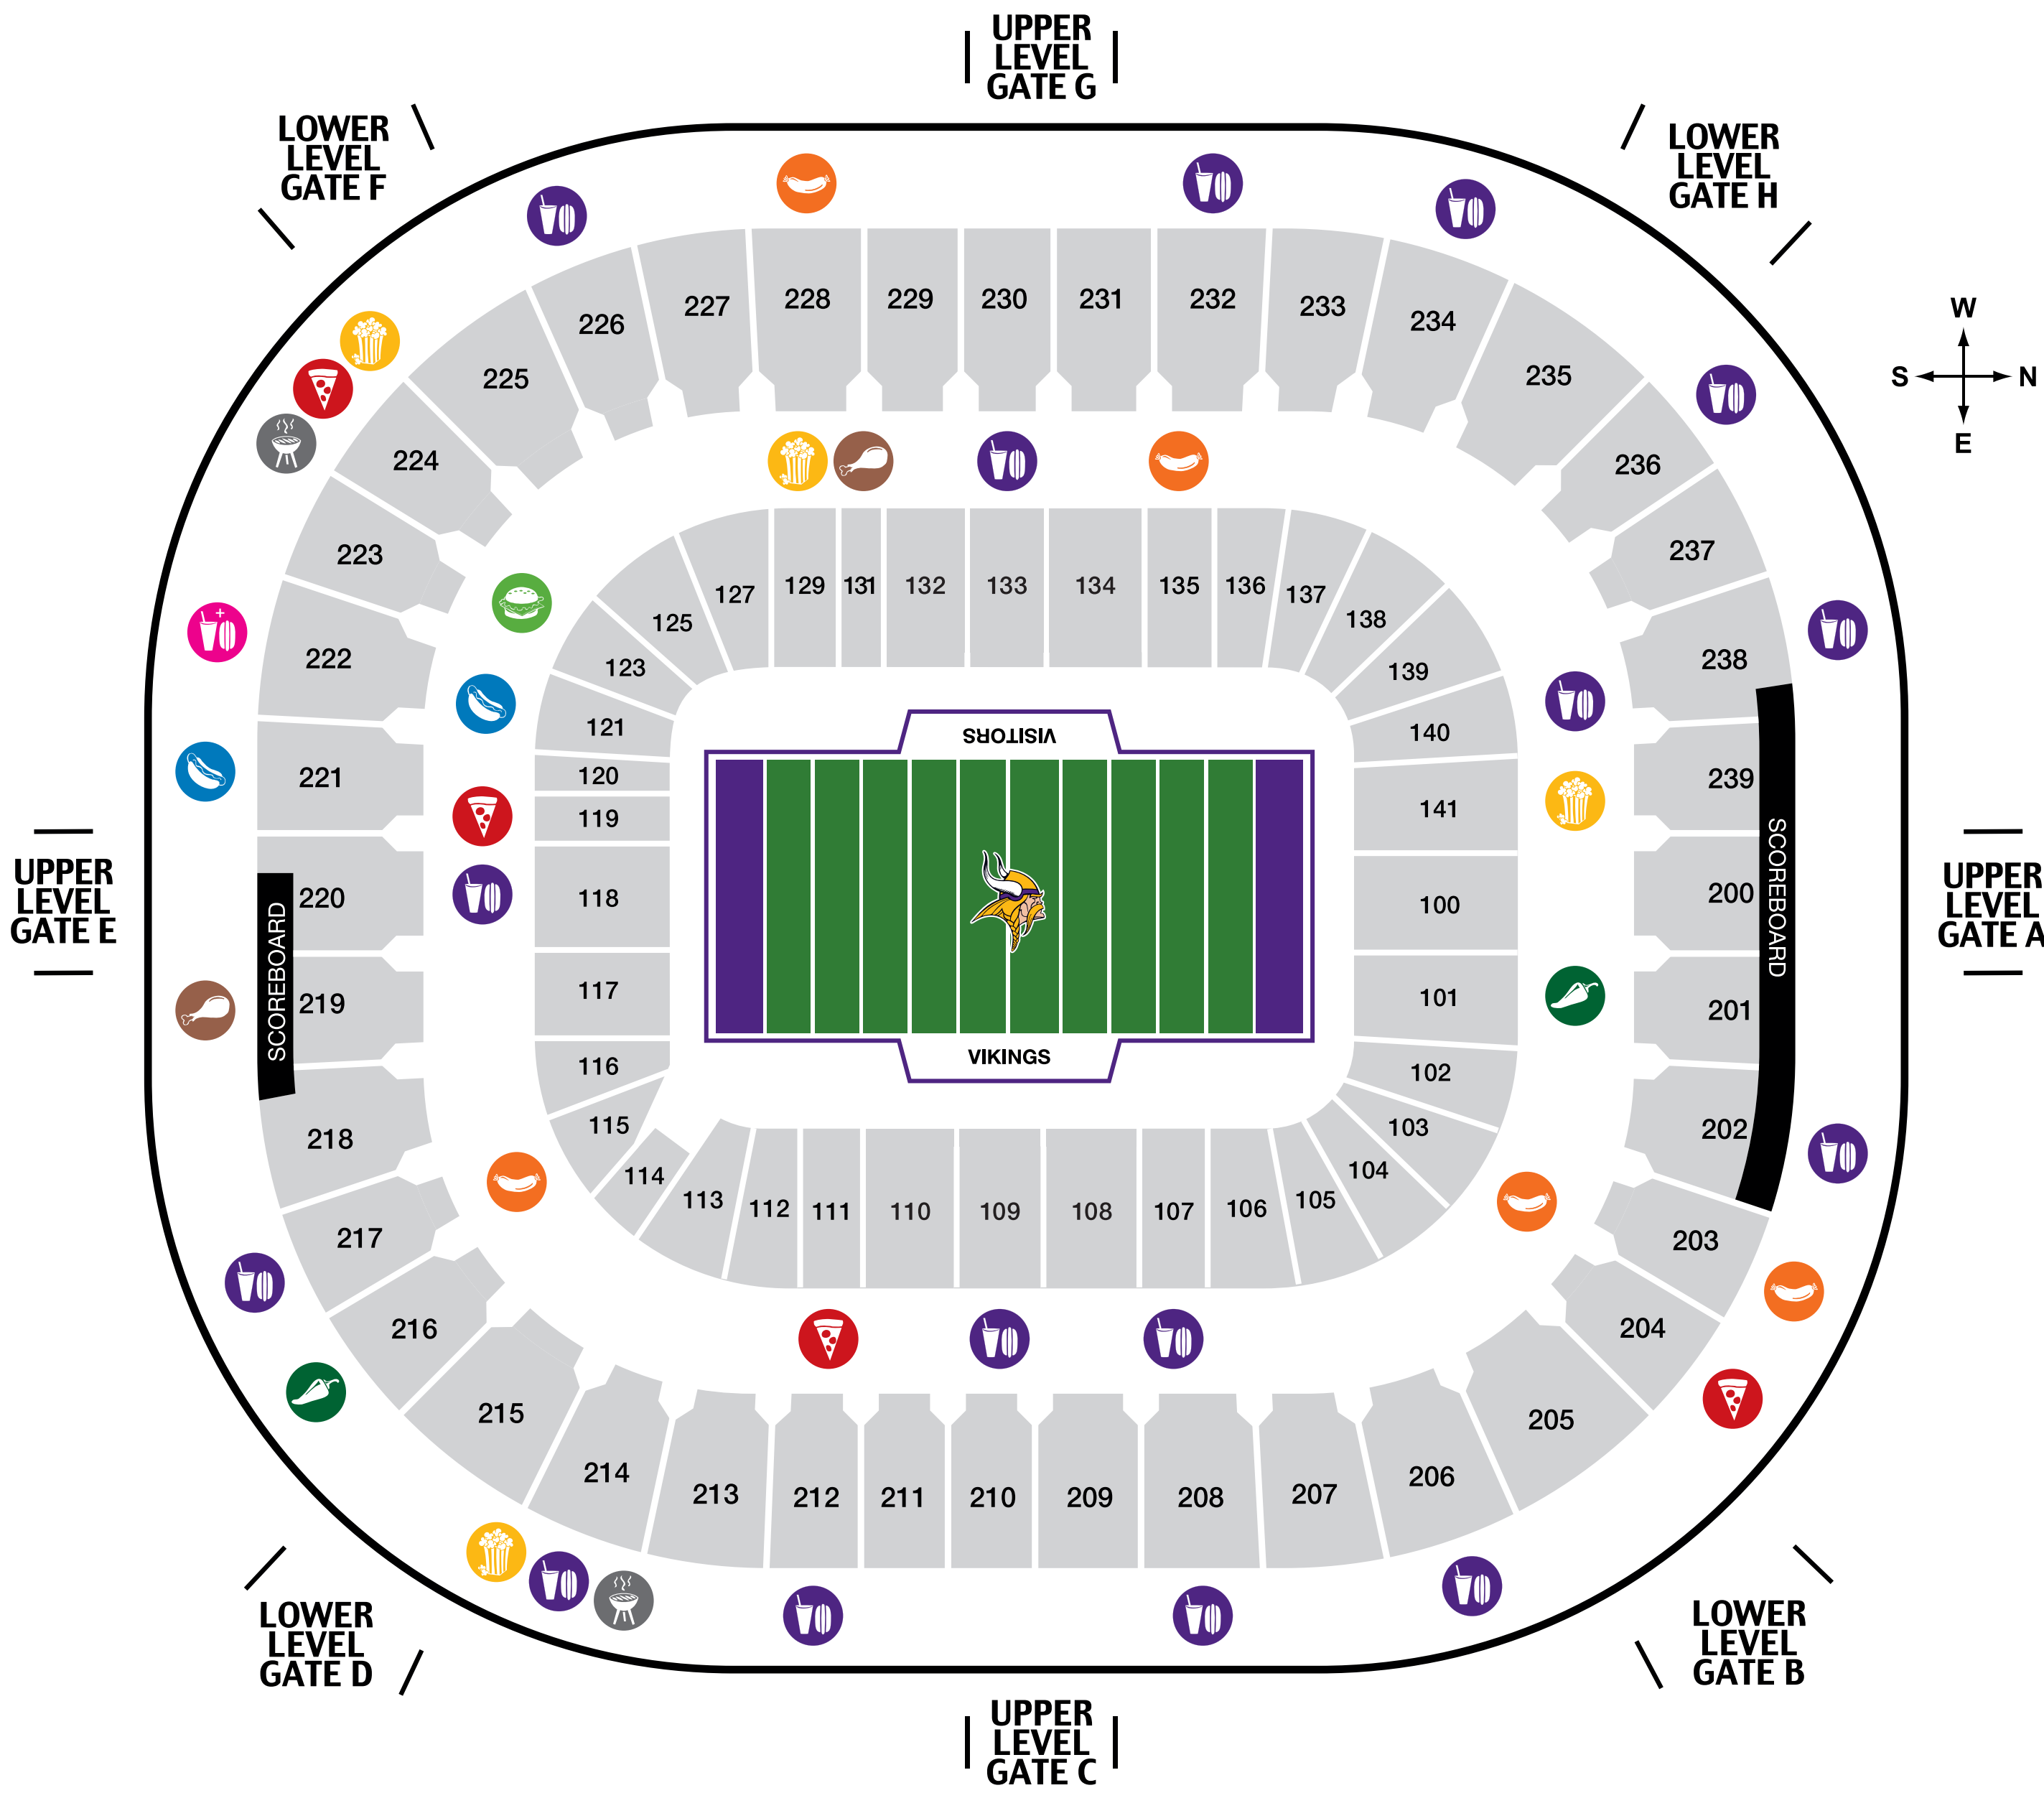 UPPER
LEVEL
GATE G
LOWER
LEVEL
GATE F
LOWER
LEVEL
GATE H
W
S N
E
228 229 230 231 232
227 233
226 234
225 235
224 236
223 237
222 238
221 239
220 200
219 201
218 202
217 203
216 204
215 205
214 206
213 207
212 211 210 209 208
129 131 132 133 134 135 136
127 137
125 138
123 139
121 140
120
119 141
118 100
117 101
116 102
115 103
114 104
113 105
112 111 110 109 108 107 106
VISITORS
VIKINGS
SCOREBOARD
SCOREBOARD
UPPER
LEVEL
GATE E
UPPER
LEVEL
GATE A
LOWER
LEVEL
GATE D
LOWER
LEVEL
GATE B
UPPER
LEVEL
GATE C